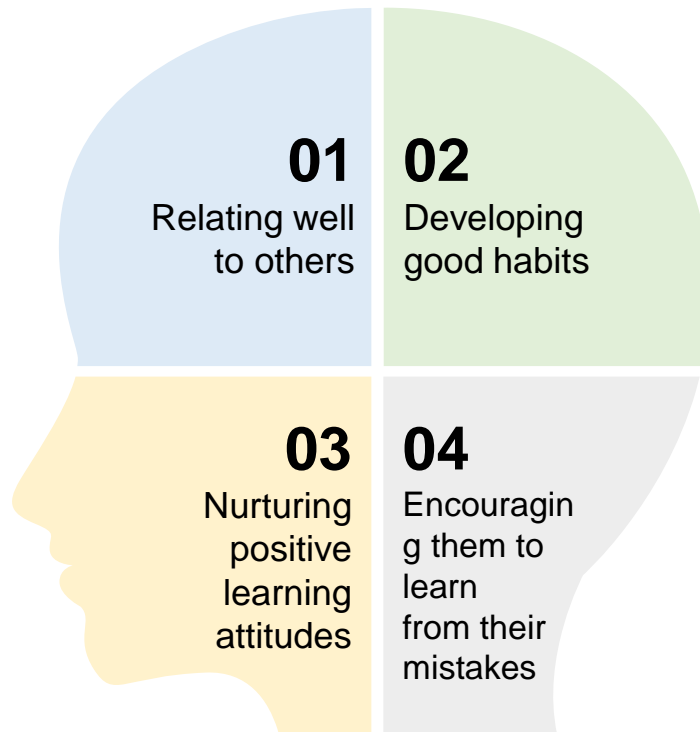 01
Relating well
to others
02
Developing
good habits
03
Nurturing
positive
learning
attitudes
04
Encouragin
g them to
learn
from their
mistakes